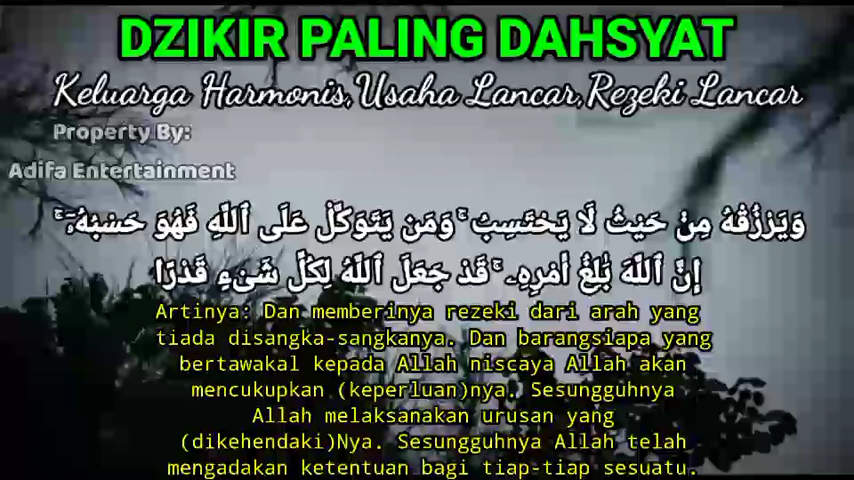 DZIKIR PALING DAHSYAT
Keluarga Harmonis,Usaha Lancar,Rezeki Lancar
Property By:
Adifa Entertainment
وَيَرْزُقْهُ مِنْ حَيْثُ لَا يَحْتَسِبُ ۚ وَمَن يَتَوَكَّلْ عَلَى ٱللَّهِ فَهُوَ حَسْبُهُۥٓ ۚ
إِنَّ ٱللَّهَ بَٰلِغُ أَمْرِهِۦ ۚ قَدْ جَعَلَ ٱللَّهُ لِكُلِّ شَىْءٍ قَدْرًا
Artinya: Dan memberinya rezeki dari arah yang
tiada disangka-sangkanya. Dan barangsiapa yang
bertawakal kepada Allah niscaya Allah akan
mencukupkan (keperluan)nya. Sesungguhnya
Allah melaksanakan urusan yang
(dikehendaki)Nya. Sesungguhnya Allah telah
mengadakan ketentuan bagi tiap-tiap sesuatu.